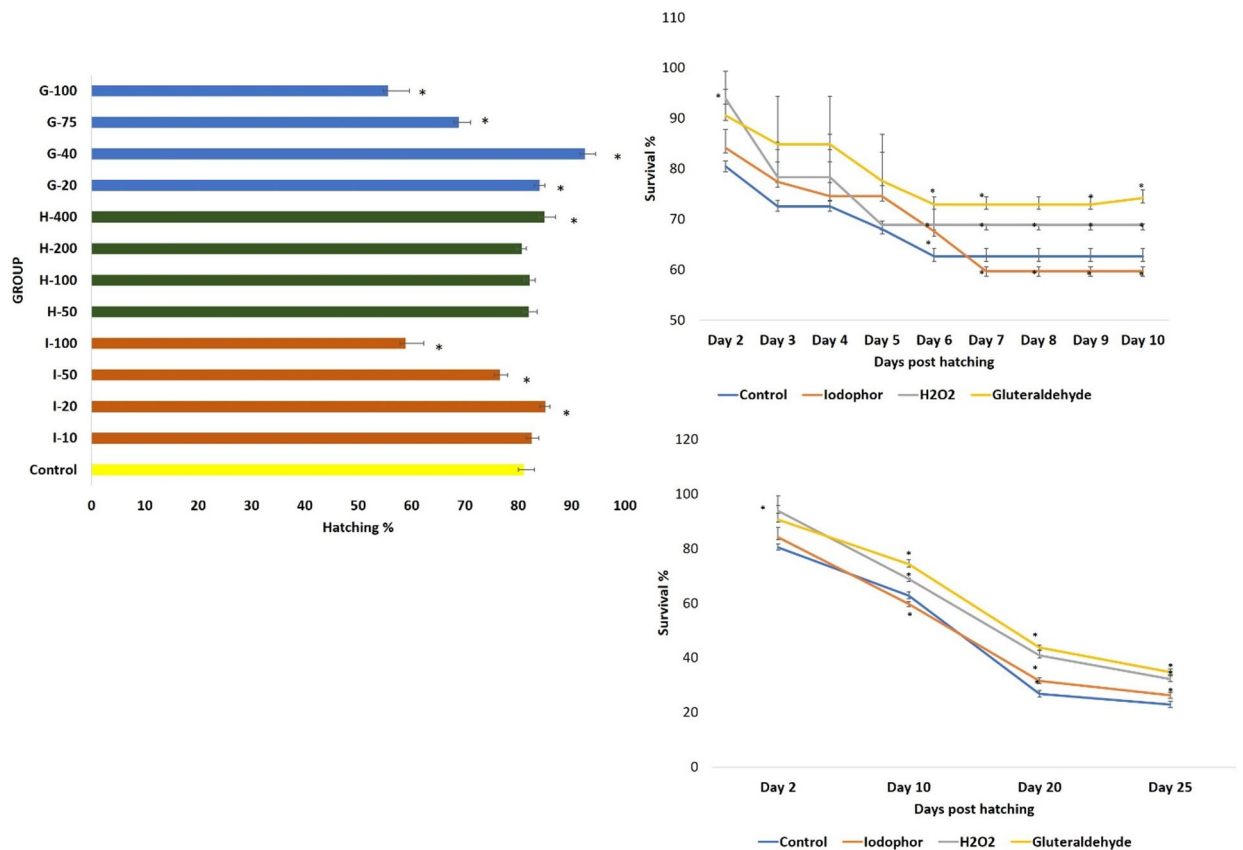 GROUP
G-100
*
G-75
*
G-40
*
G-20
*
H-400
*
H-200
H-100
H-50
I-100
*
I-50
*
I-20
*
I-10
Control
0 10 20 30 40 50 60 70 80 90 100
Hatching %
110
100
90
80
70
60
50
Survival %
* * * * * * * * * * * * * *
Day 2 Day 3 Day 4 Day 5 Day 6 Day 7 Day 8 Day 9 Day 10
Days post hatching
Control Iodophor H2O2 Gluteraldehyde
120
100
80
60
40
20
0
Survival %
* * * * * * * * * *
Day 2 Day 10 Day 20 Day 25
Days post hatching
Control Iodophor H2O2 Gluteraldehyde